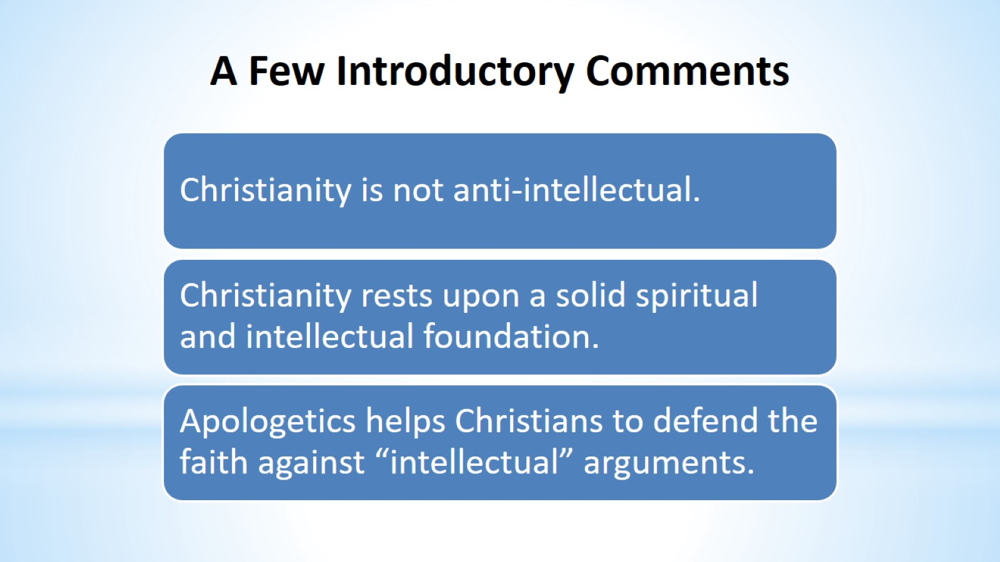 A Few Introductory Comments
Christianity is not anti-intellectual.
Christianity rests upon a solid spiritual
and intellectual foundation.
Apologetics helps Christians to defend the
faith against “intellectual” arguments.